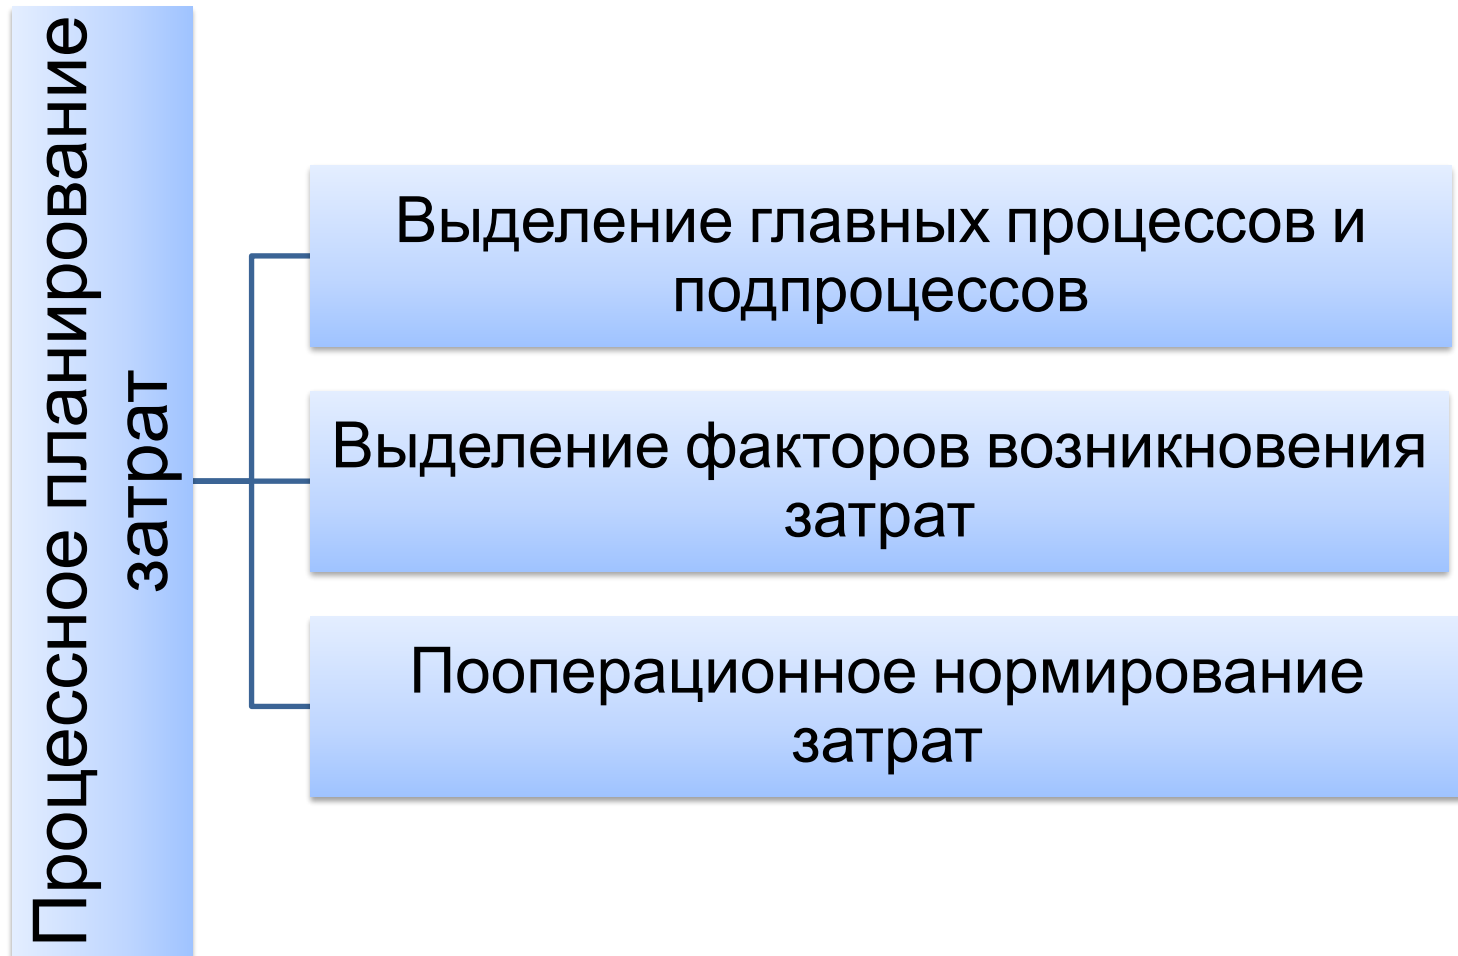 Процессное планирование
затрат
Выделение главных процессов и
подпроцессов
Выделение факторов возникновения
затрат
Пооперационное нормирование
затрат